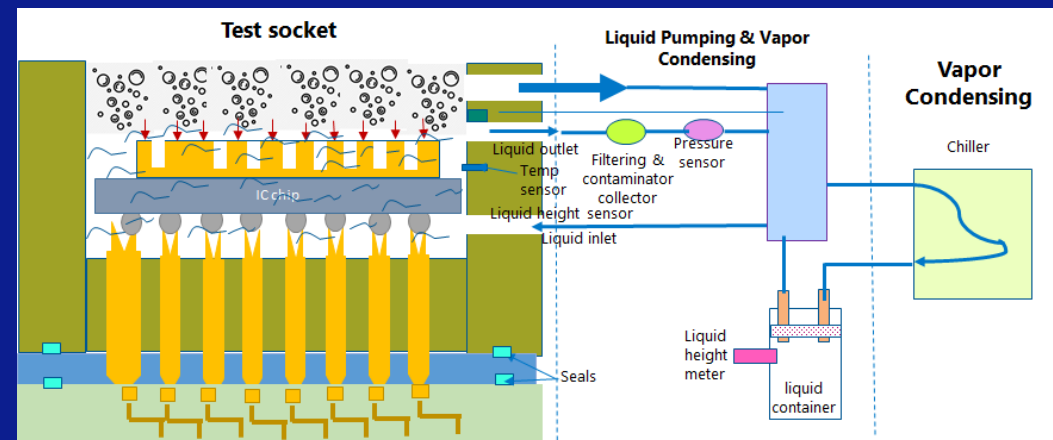 Test socket
Liquid Pumping & Vapor
Condensing
Vapor
Condensing
Chiller
Liquid outlet
Filtering &
contaminator
collector
Pressure
sensor
Temp
sensor
IC chip
Liquid height sensor
Liquid inlet
Seals
Liquid
height
meter
liquid
container